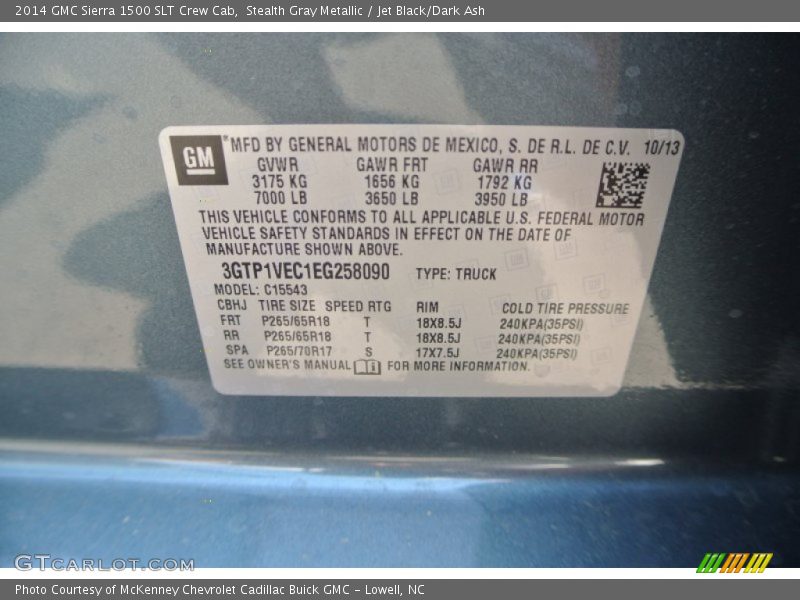 2014 GMC Sierra 1500 SLT Crew Cab,  Stealth Gray Metallic / Jet Black/Dark Ash
GM
MFD BY GENERAL MOTORS DE MEXICO, S. DE R.L. DE C.V. 10/13
GVWR GAWR FRT GAWR RR
3175 KG 1656 KG 1792 KG
7000 LB 3650 LB 3950 LB
THIS VEHICLE CONFORMS TO ALL APPLICABLE U.S. FEDERAL MOTOR
VEHICLE SAFETY STANDARDS IN EFFECT ON THE DATE OF
MANUFACTURE SHOWN ABOVE.
3GTP1VEC1EG258090 TYPE: TRUCK
MODEL: C15543
CBHJ TIRE SIZE SPEED RTG RIM COLD TIRE PRESSURE
FRT P265/65R18 T 18X8.5J 240KPA(35PSI)
RR P265/65R18 T 18X8.5J 240KPA(35PSI)
SPA P265/70R17 S 17X7.5J 240KPA(35PSI)
SEE OWNER'S MANUAL FOR MORE INFORMATION.
GTCARLOT.COM
Photo Courtesy of McKenney Chevrolet Cadillac Buick GMC - Lowell, NC